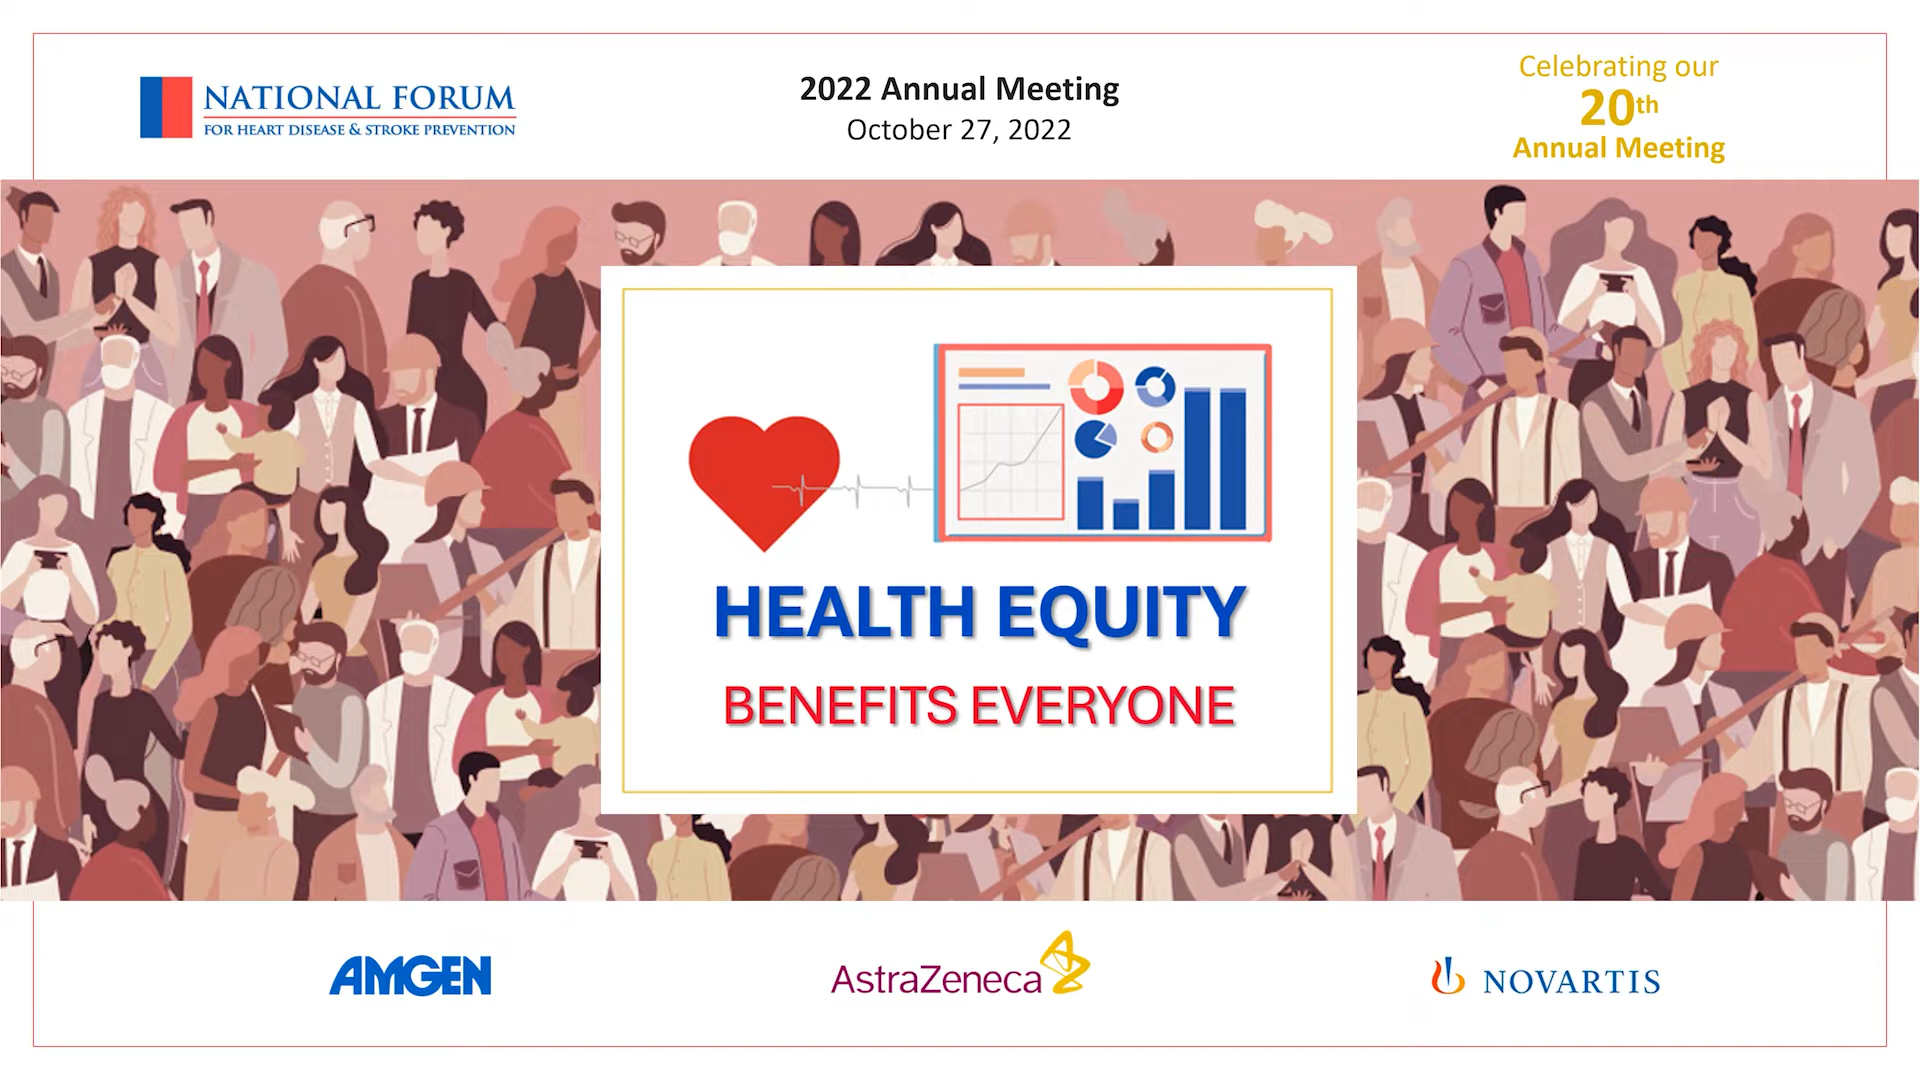 NATIONAL FORUM
FOR HEART DISEASE & STROKE PREVENTION
2022 Annual Meeting
October 27, 2022
Celebrating our
20th
Annual Meeting
HEALTH EQUITY
BENEFITS EVERYONE
AMGEN
AstraZeneca
NOVARTIS